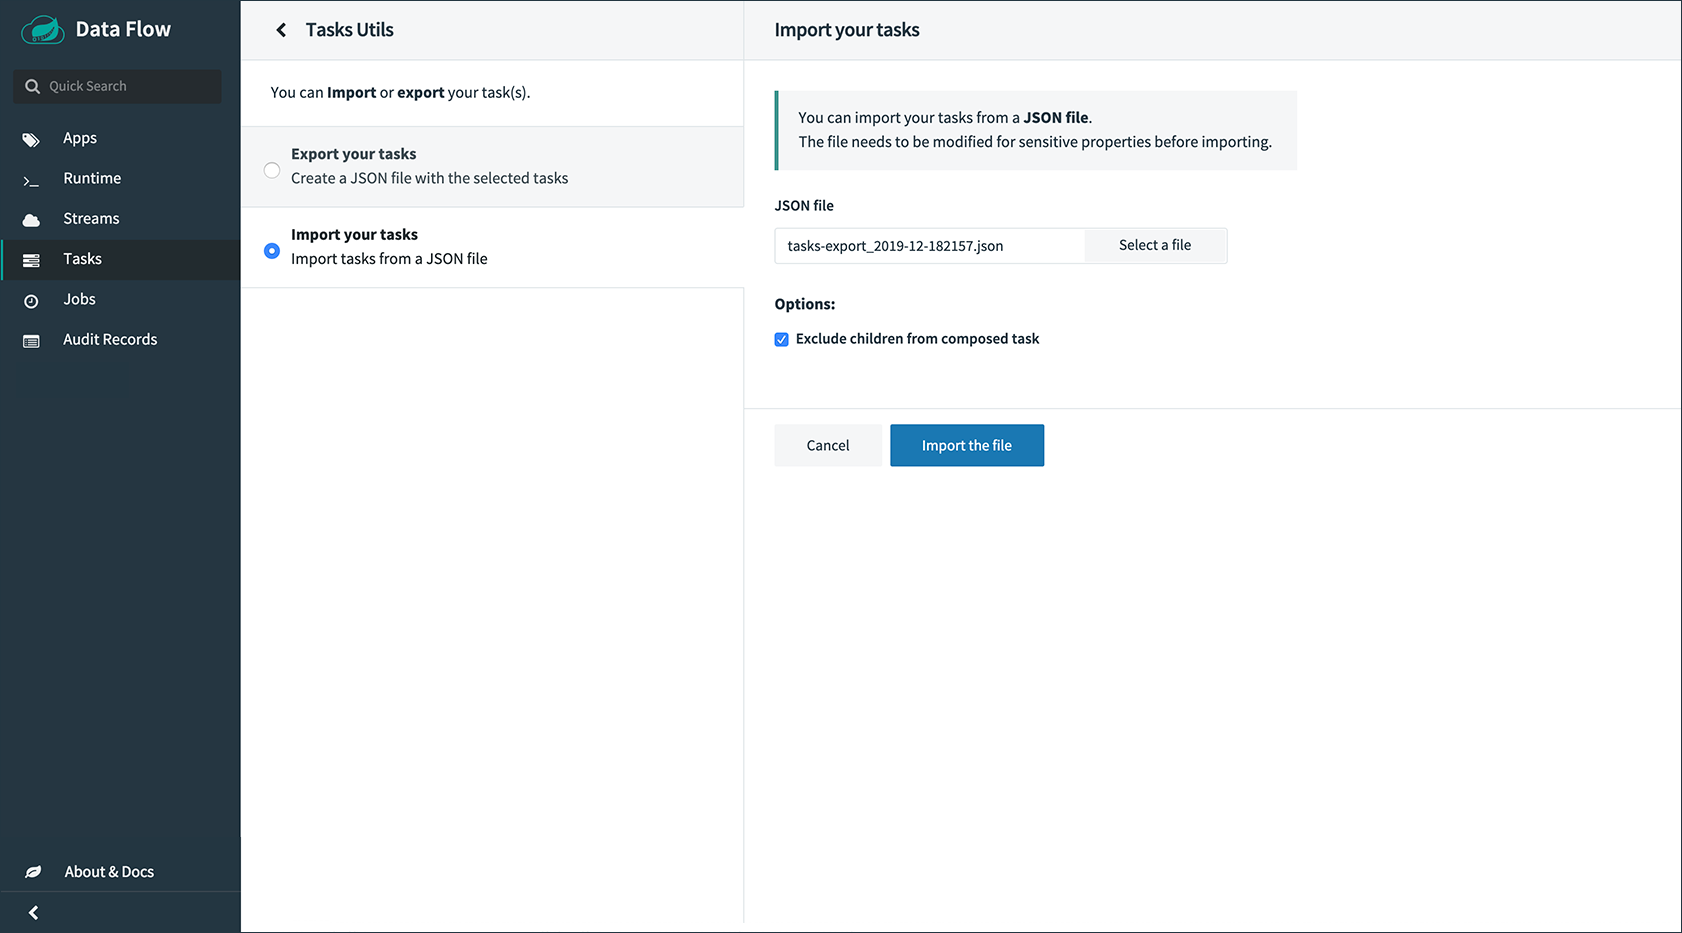 Data Flow
Quick Search
Apps
Runtime
Streams
Tasks
Jobs
Audit Records
About & Docs
Tasks Utils
You can Import or export your task(s).
Export your tasks
Create a JSON file with the selected tasks
Import your tasks
Import tasks from a JSON file
Import your tasks
You can import your tasks from a JSON file.
The file needs to be modified for sensitive properties before importing.
JSON file
tasks-export_2019-12-182157.json
Select a file
Options:
Exclude children from composed task
Cancel
Import the file